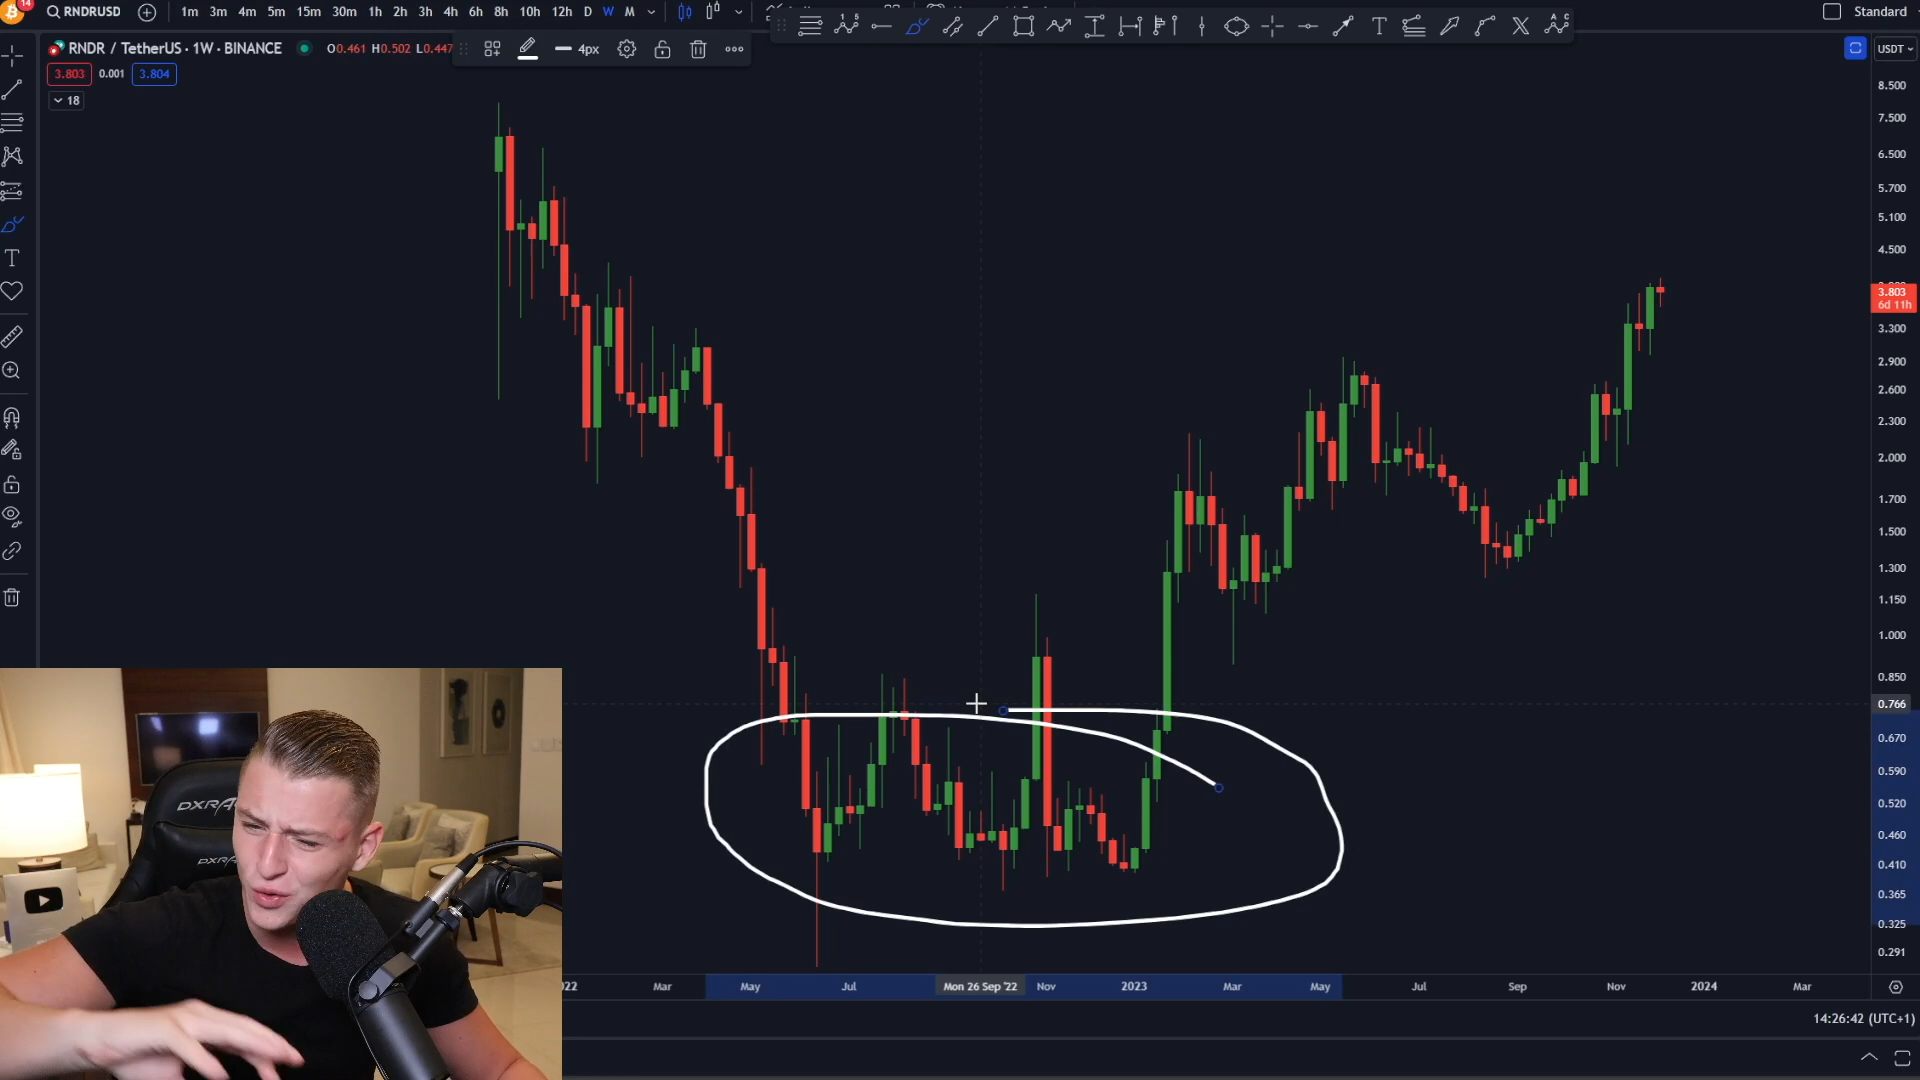 14
RNDRUSD 1m 3m 4m 5m 15m 30m 1h 2h 3h 4h 6h 8h 10h 12h D W M
Standard
RNDR / TetherUS · 1W · BINANCE O0.461 H0.502 L0.447
4px
USDT
3.803 0.001 3.804
18
8.500
7.500
6.500
5.700
5.100
4.500
3.803
6d 11h
3.300
2.900
2.600
2.300
2.000
1.700
1.500
1.300
1.150
1.000
0.850
0.766
0.670
0.590
0.520
0.460
0.410
0.365
0.325
0.291
DXRA
DXRA
022 Mar May Jul Mon 26 Sep '22 Nov 2023 Mar May Jul Sep Nov 2024 Mar
14:26:42 (UTC+1)